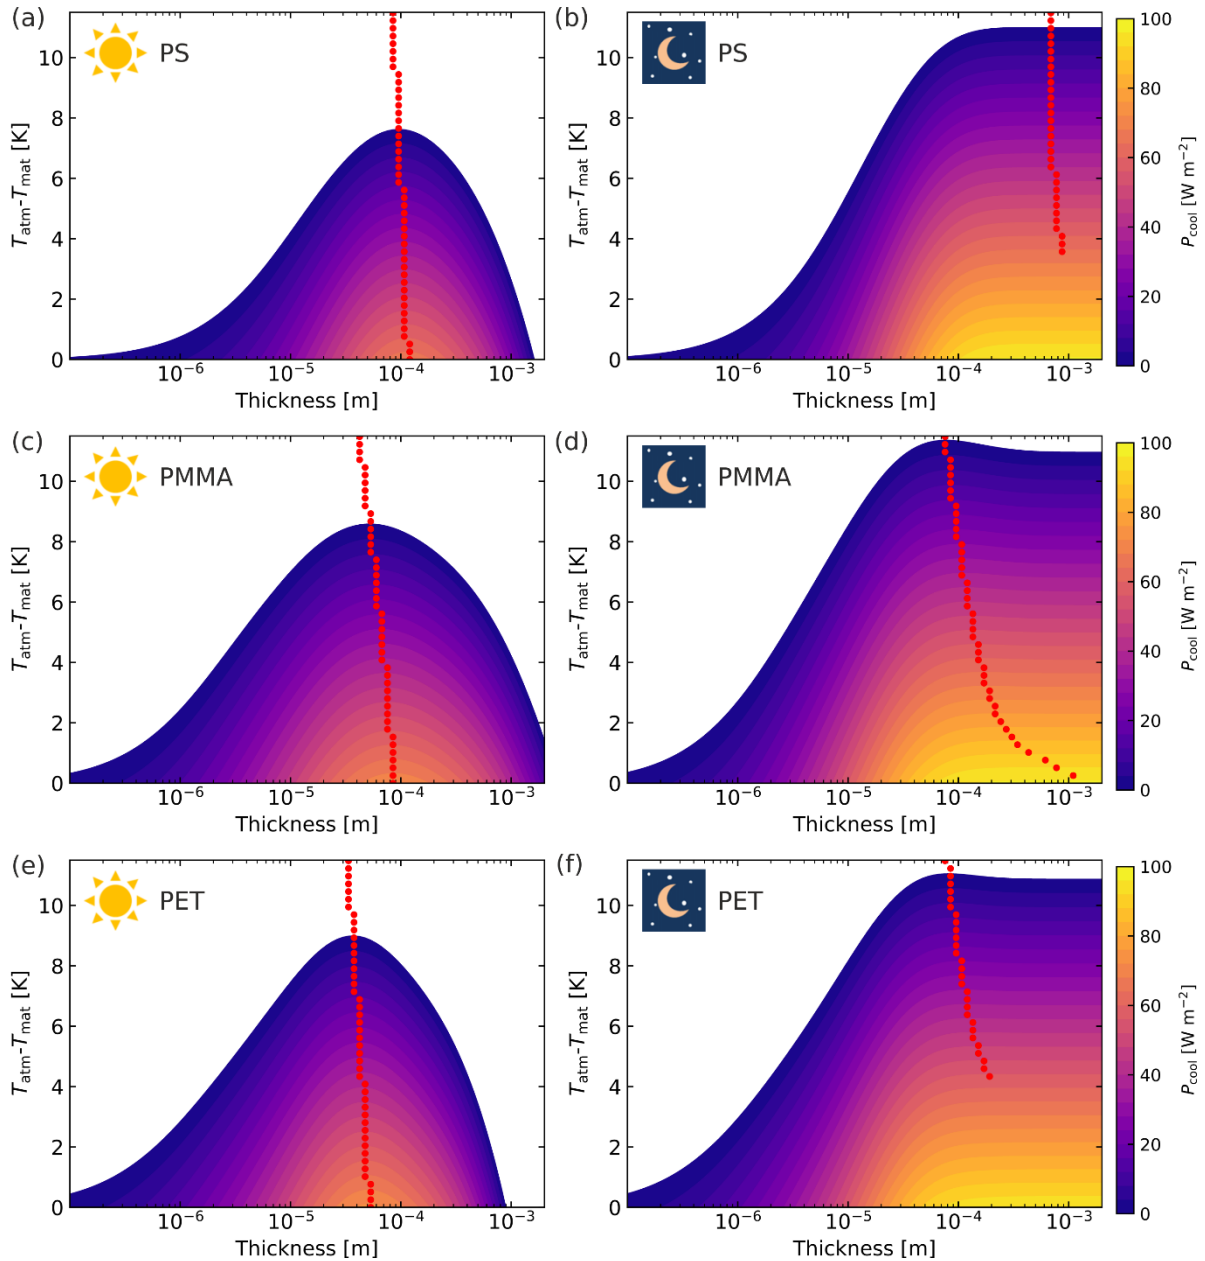 (a)
PS
T_atm-T_mat [K]
0
2
4
6
8
10
10⁻⁶
10⁻⁵
10⁻⁴
10⁻³
Thickness [m]
(b)
PS
T_atm-T_mat [K]
0
2
4
6
8
10
10⁻⁶
10⁻⁵
10⁻⁴
10⁻³
Thickness [m]
100
80
60
40
20
0
P_cool [W m⁻²]
(c)
PMMA
T_atm-T_mat [K]
0
2
4
6
8
10
10⁻⁶
10⁻⁵
10⁻⁴
10⁻³
Thickness [m]
(d)
PMMA
T_atm-T_mat [K]
0
2
4
6
8
10
10⁻⁶
10⁻⁵
10⁻⁴
10⁻³
Thickness [m]
100
80
60
40
20
0
P_cool [W m⁻²]
(e)
PET
T_atm-T_mat [K]
0
2
4
6
8
10
10⁻⁶
10⁻⁵
10⁻⁴
10⁻³
Thickness [m]
(f)
PET
T_atm-T_mat [K]
0
2
4
6
8
10
10⁻⁶
10⁻⁵
10⁻⁴
10⁻³
Thickness [m]
100
80
60
40
20
0
P_cool [W m⁻²]